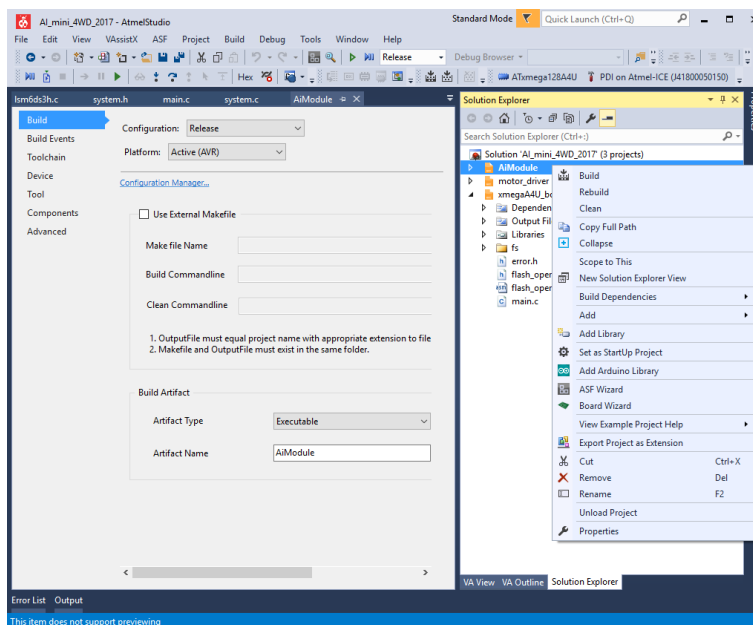 AI_mini_4WD_2017 - AtmelStudio
Standard Mode
Quick Launch (Ctrl+Q)
File Edit View VAssistX ASF Project Build Debug Tools Window Help
Release
Debug Browser
Hex
ATxmega128A4U
PDI on Atmel-ICE (J41800050150)
lsm6ds3h.c system.h main.c system.c AiModule
Build
Build Events
Toolchain
Device
Tool
Components
Advanced
Configuration: Release
Platform: Active (AVR)
Configuration Manager...
Use External Makefile
Make file Name
Build Commandline
Clean Commandline
1. OutputFile must equal project name with appropriate extension to file
2. Makefile and OutputFile must exist in the same folder.
Build Artifact
Artifact Type Executable
Artifact Name AiModule
Solution Explorer
Search Solution Explorer (Ctrl+;)
Solution 'AI_mini_4WD_2017' (3 projects)
AiModule
motor_driver
xmegaA4U_bo
Dependen
Output Fil
Libraries
fs
error.h
flash_oper
flash_oper
main.c
Build
Rebuild
Clean
Copy Full Path
Collapse
Scope to This
New Solution Explorer View
Build Dependencies
Add
Add Library
Set as StartUp Project
Add Arduino Library
ASF Wizard
Board Wizard
View Example Project Help
Export Project as Extension
Cut Ctrl+X
Remove Del
Rename F2
Unload Project
Properties
VA View VA Outline Solution Explorer
Error List Output
This item does not support previewing